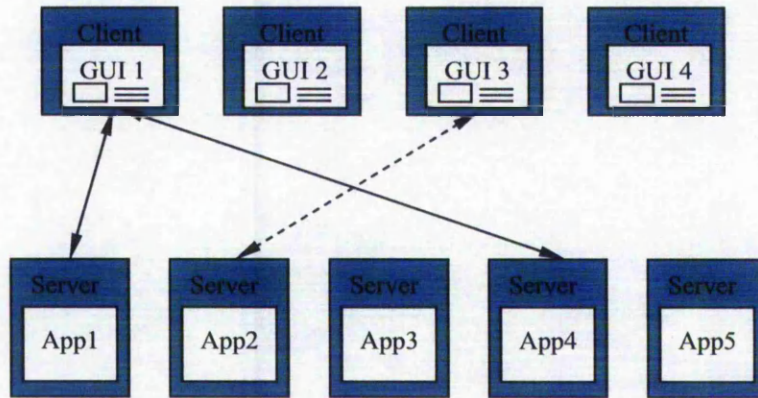 Client Client Client Client
GUI 1 GUI 2 GUI 3 GUI 4
Server Server Server Server Server
App1 App2 App3 App4 App5